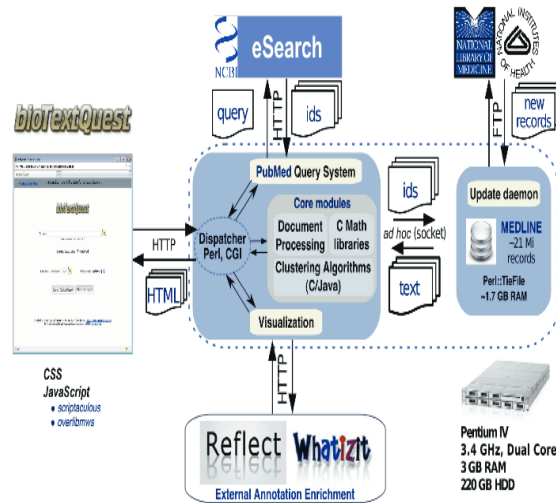 NCBI
eSearch
NATIONAL
LIBRARY OF
MEDICINE
NATIONAL INSTITUTES
OF HEALTH
query
HTTP
ids
FTP
new
records
bioTextQuest
PubMed Query System
Core modules
Document
Processing
C Math
libraries
Clustering Algorithms
(C/Java)
Dispatcher
Perl, CGI
Visualization
HTTP
HTML
ids
ad hoc (socket)
text
Update daemon
MEDLINE
~21 Mi
records
Perl::TieFile
~1.7 GB RAM
bioTextQuest
CSS
JavaScript
• scriptaculous
• overlibmws
HTTP
Reflect
Whatizit
External Annotation Enrichment
Pentium IV
3.4 GHz, Dual Core
3 GB RAM
220 GB HDD